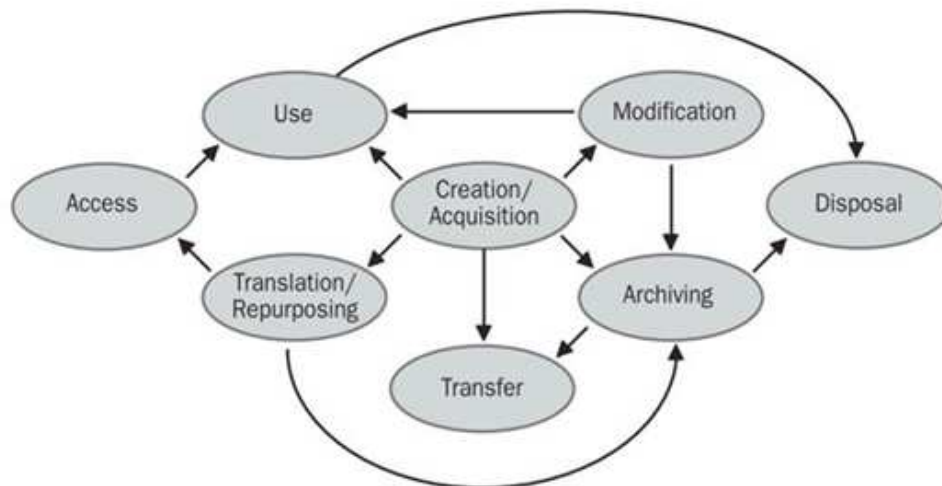 Use
Modification
Access
Creation/
Acquisition
Disposal
Translation/
Repurposing
Archiving
Transfer